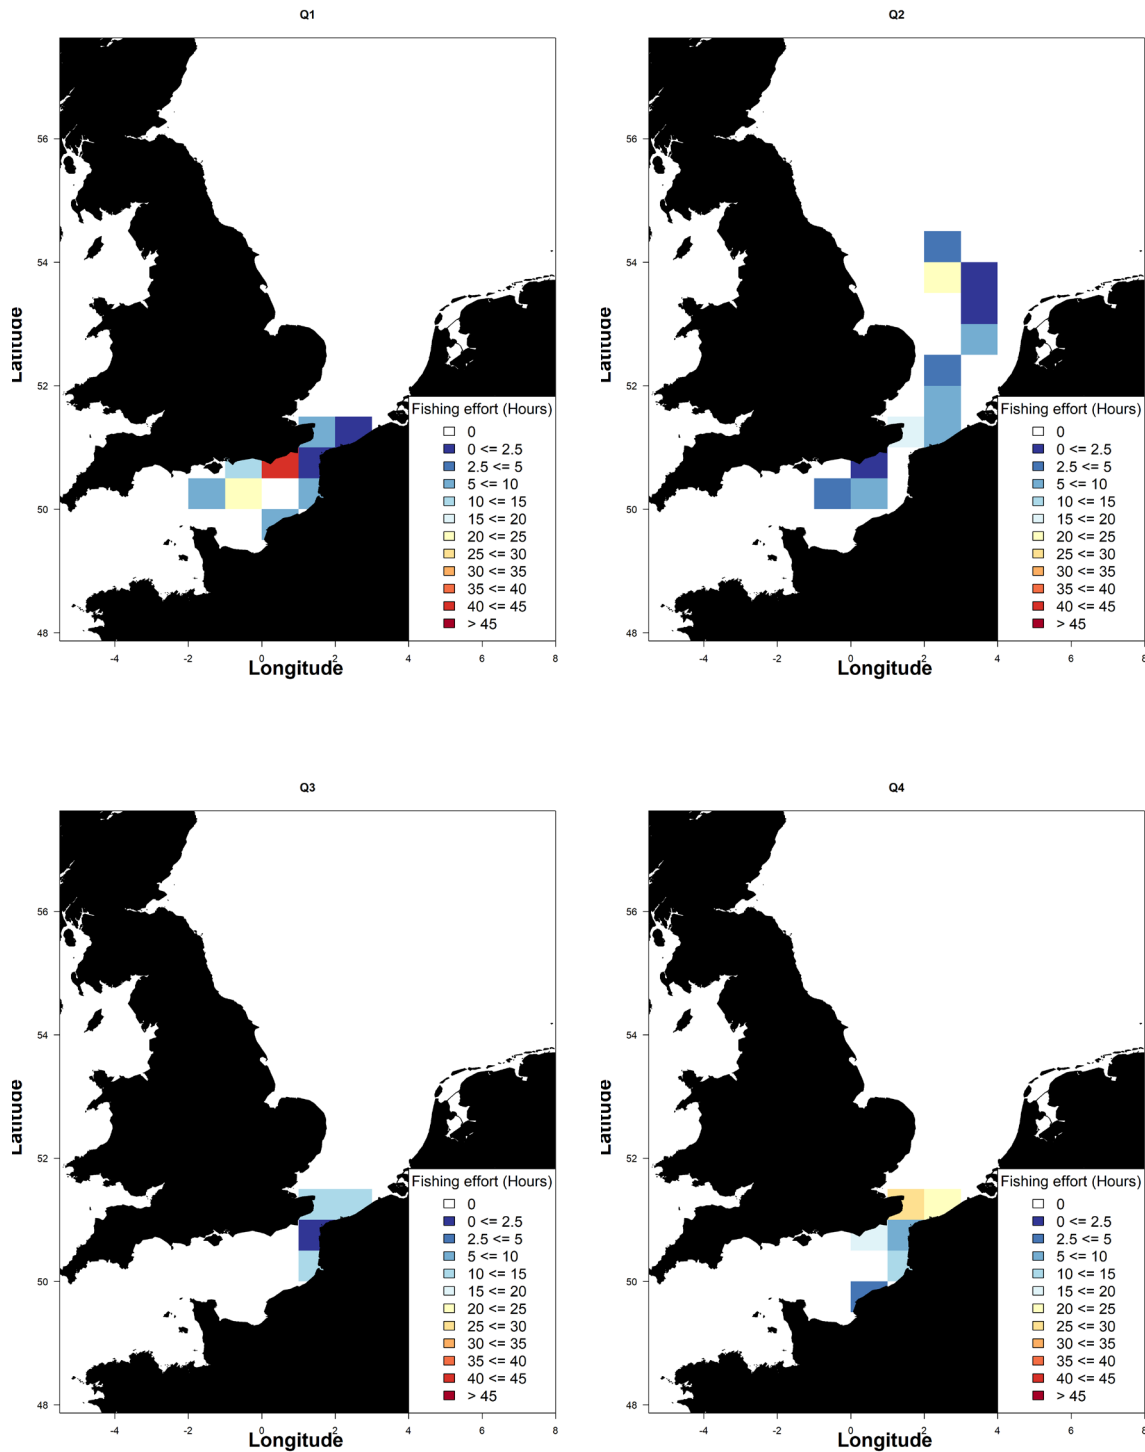 Q1
Latitude
56
54
52
50
48
Fishing effort (Hours)
0
0 <= 2.5
2.5 <= 5
5 <= 10
10 <= 15
15 <= 20
20 <= 25
25 <= 30
30 <= 35
35 <= 40
40 <= 45
> 45
-4 -2 0 2 4 6 8
Longitude
Q2
Latitude
56
54
52
50
48
Fishing effort (Hours)
0
0 <= 2.5
2.5 <= 5
5 <= 10
10 <= 15
15 <= 20
20 <= 25
25 <= 30
30 <= 35
35 <= 40
40 <= 45
> 45
-4 -2 0 2 4 6 8
Longitude
Q3
Latitude
56
54
52
50
48
Fishing effort (Hours)
0
0 <= 2.5
2.5 <= 5
5 <= 10
10 <= 15
15 <= 20
20 <= 25
25 <= 30
30 <= 35
35 <= 40
40 <= 45
> 45
-4 -2 0 2 4 6 8
Longitude
Q4
Latitude
56
54
52
50
48
Fishing effort (Hours)
0
0 <= 2.5
2.5 <= 5
5 <= 10
10 <= 15
15 <= 20
20 <= 25
25 <= 30
30 <= 35
35 <= 40
40 <= 45
> 45
-4 -2 0 2 4 6 8
Longitude